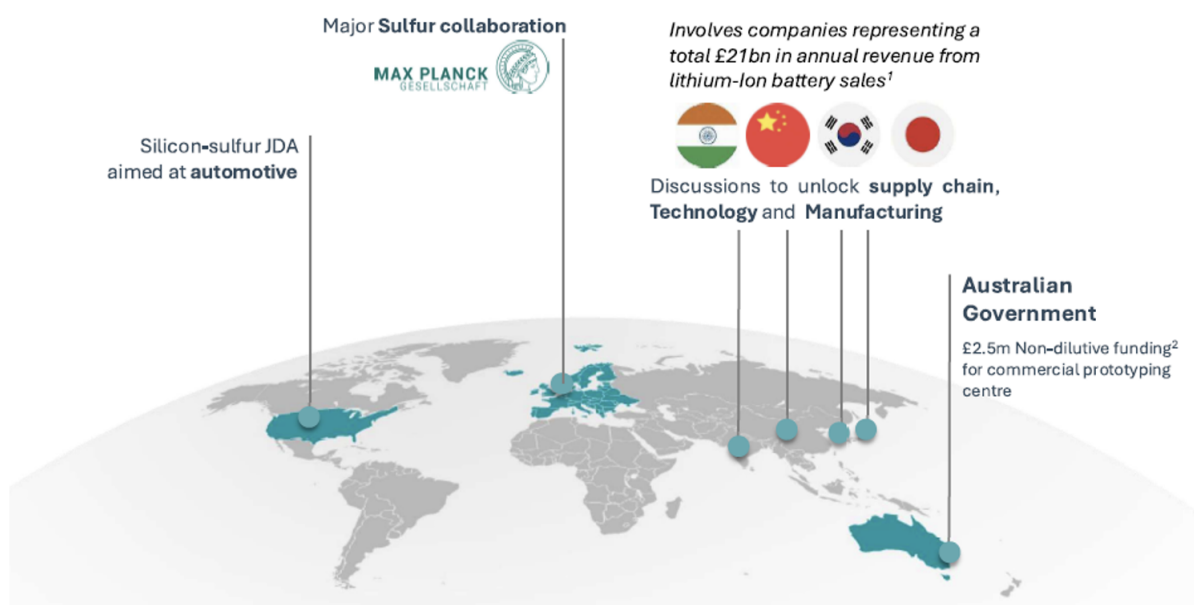 Major Sulfur collaboration
MAX PLANCK
GESELLSCHAFT
Silicon-sulfur JDA
aimed at automotive
Involves companies representing a
total £21bn in annual revenue from
lithium-Ion battery sales1
Discussions to unlock supply chain,
Technology and Manufacturing
Australian
Government
£2.5m Non-dilutive funding2
for commercial prototyping
centre